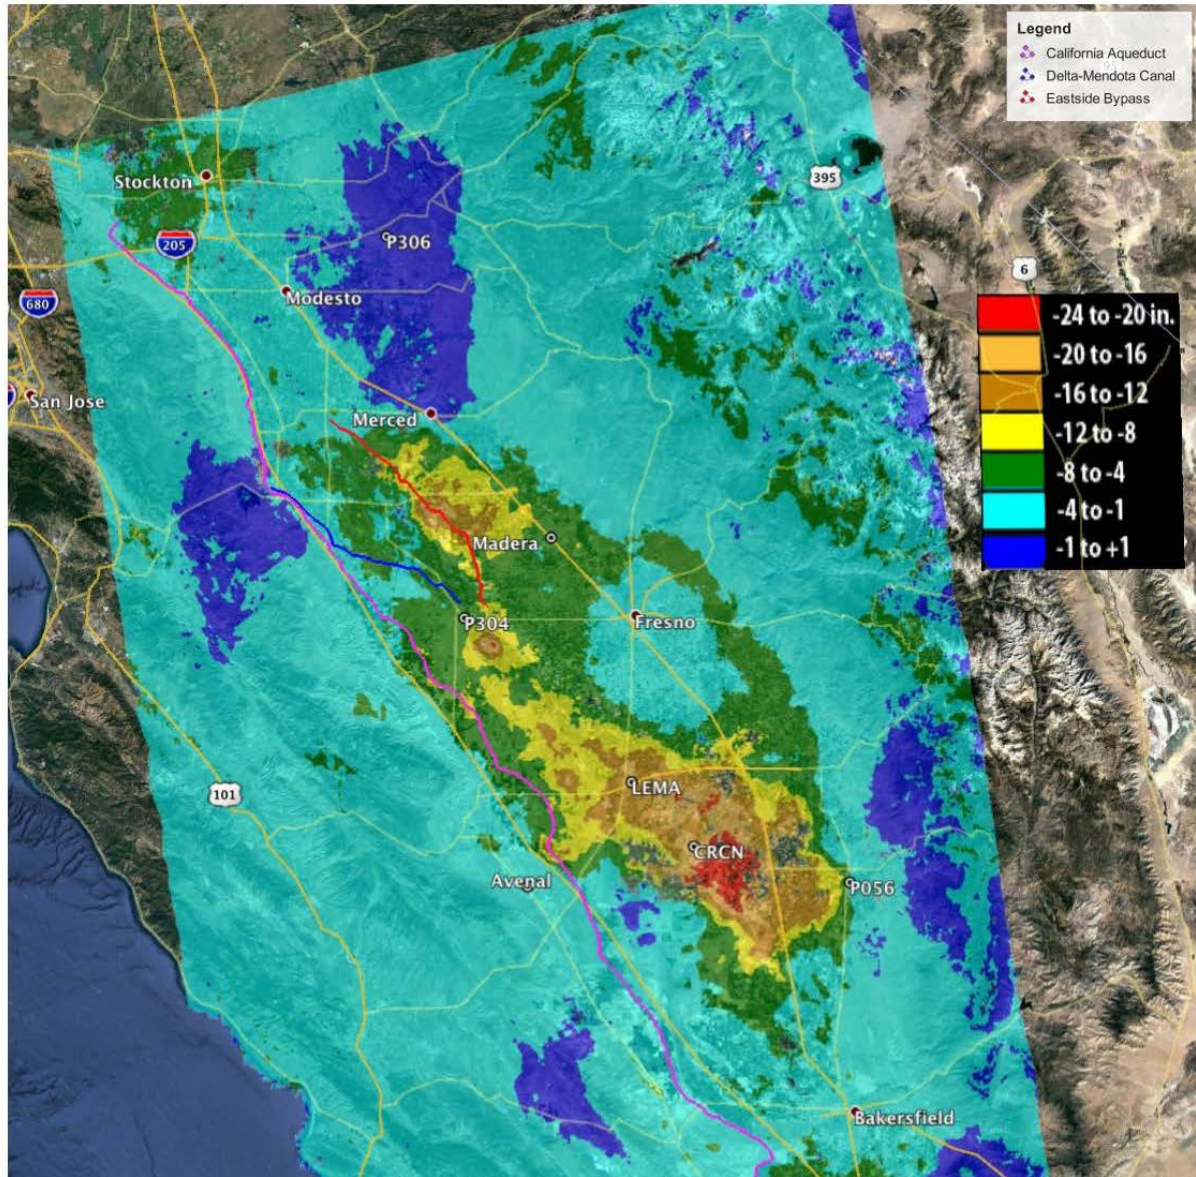 Legend
California Aqueduct
Delta-Mendota Canal
Eastside Bypass
95
395
Stockton
205
P306
6
680
Modesto
-24 to -20 in.
-20 to -16
-16 to -12
-12 to -8
-8 to -4
-4 to -1
-1 to +1
San Jose
Merced
Madera
P304
Fresno
101
LEMA
CRCN
Avenal
P056
Bakersfield